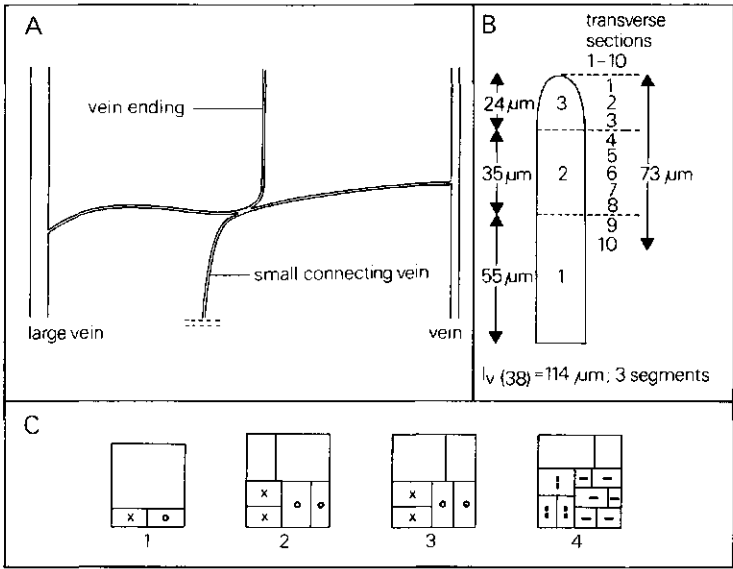 A
vein ending
small connecting vein
large vein
vein
B
transverse
sections
1-10
24 µm
35 µm
55 µm
3
2
1
1
2
3
4
5
6
7
8
9
10
73 µm
lv (38) = 114 µm; 3 segments
C
x o
1
x o o
x
2
x o o
x
3
4